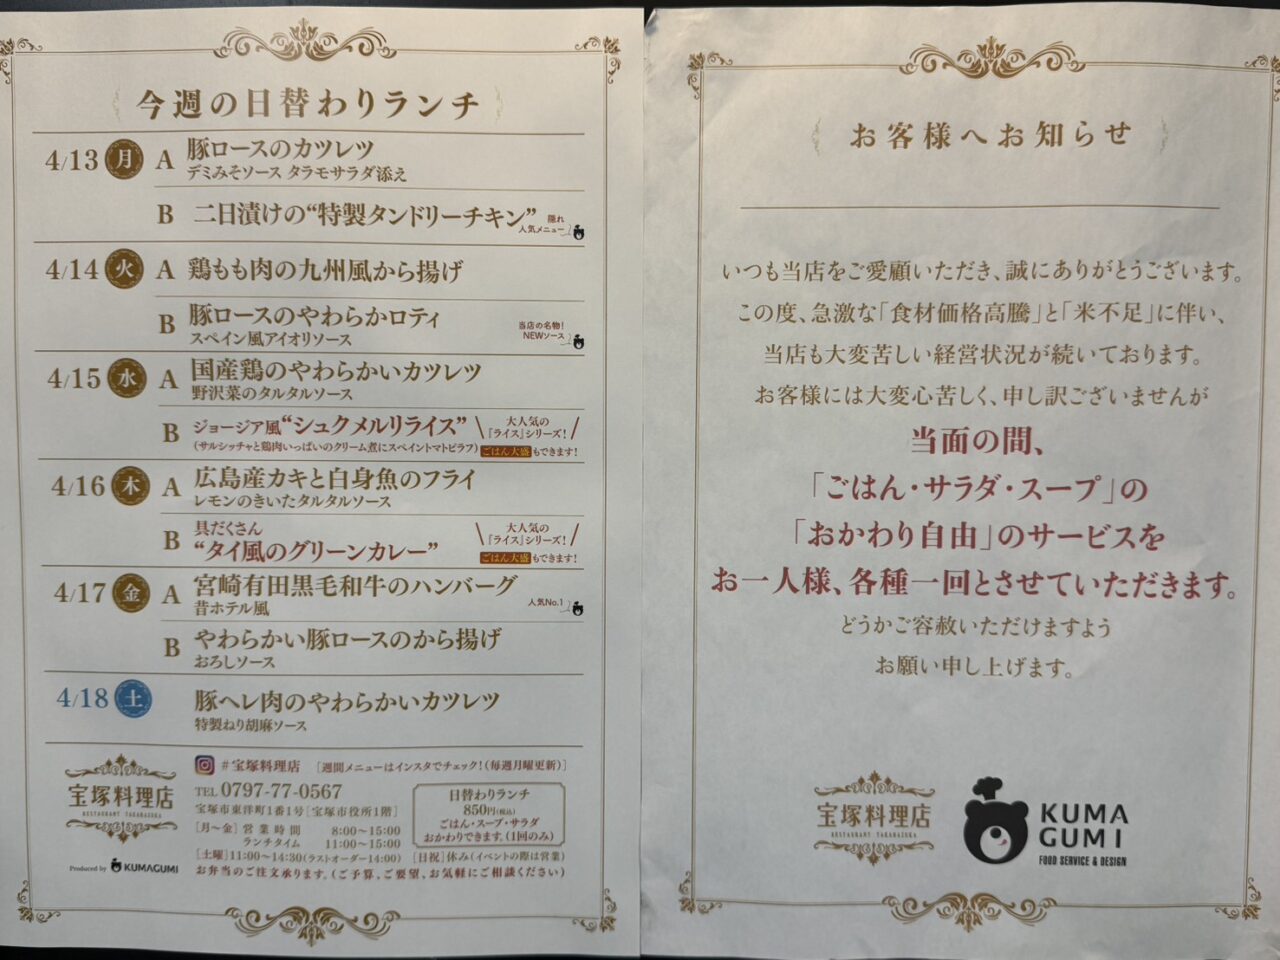 今週の日替わりランチ
4/13 月 A 豚ロースのカツレツ
デミみそソース タラモサラダ添え
B 二日漬けの“特製タンドリーチキン” 隠れ
人気メニュー
4/14 火 A 鶏もも肉の九州風から揚げ
B 豚ロースのやわらかロティ
スペイン風アイオリソース
当店の名物!
NEWソース
4/15 水 A 国産鶏のやわらかいカツレツ
野沢菜のタルタルソース
B ジョージア風“シュクメルリライス”
(サルシッチャと鶏肉いっぱいのクリーム煮にスペイントマトピラフ)
大人気の
『ライス』シリーズ!
ごはん大盛もできます!
4/16 木 A 広島産カキと白身魚のフライ
レモンのきいたタルタルソース
B 具だくさん
“タイ風のグリーンカレー”
大人気の
『ライス』シリーズ!
ごはん大盛もできます!
4/17 金 A 宮崎有田黒毛和牛のハンバーグ
昔ホテル風
人気No.1
B やわらかい豚ロースのから揚げ
おろしソース
4/18 土 豚ヘレ肉のやわらかいカツレツ
特製ねり胡麻ソース
宝塚料理店
RESTAURANT TAKARAZUKA
Produced by KUMAGUMI
#宝塚料理店 [週間メニューはインスタでチェック!(毎週月曜更新)]
TEL 0797-77-0567
宝塚市東洋町1番1号[宝塚市役所1階]
[月〜金] 営業時間 8:00〜15:00
ランチタイム 11:00〜15:00
日替わりランチ
850円(税込)
ごはん・スープ・サラダ
おかわりできます。(1回のみ)
[土曜]11:00〜14:30(ラストオーダー14:00) [日祝]休み(イベントの際は営業)
お弁当のご注文承ります。(ご予算、ご要望、お気軽にご相談ください)
お客様へお知らせ
いつも当店をご愛顧いただき、誠にありがとうございます。
この度、急激な「食材価格高騰」と「米不足」に伴い、
当店も大変苦しい経営状況が続いております。
お客様には大変心苦しく、申し訳ございませんが
当面の間、
「ごはん・サラダ・スープ」の
「おかわり自由」のサービスを
お一人様、各種一回とさせていただきます。
どうかご容赦いただけますよう
お願い申し上げます。
宝塚料理店
RESTAURANT TAKARAZUKA
KUMA
GUMI
FOOD SERVICE & DESIGN